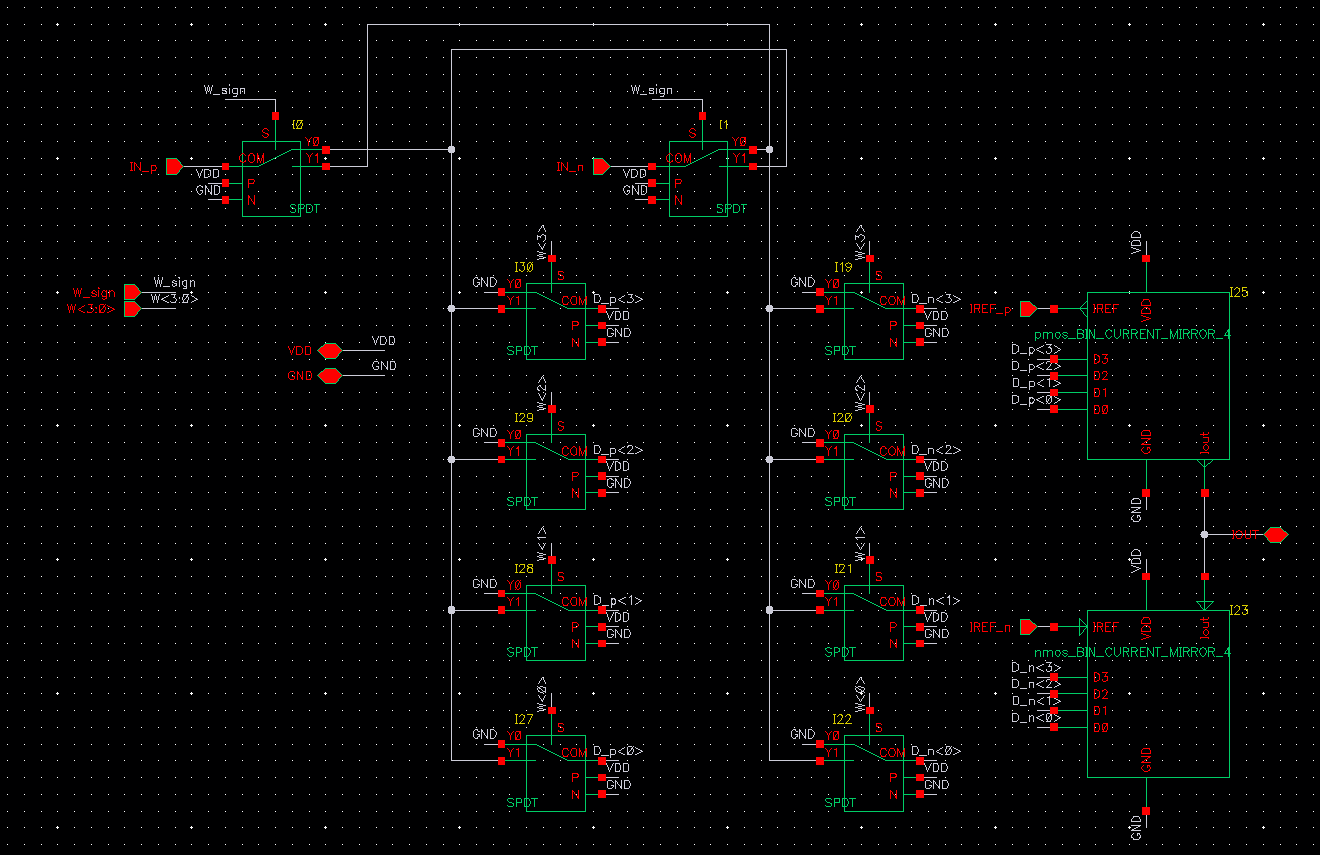 W_sign
I0
S
Y0
COM
Y1
IN_p
VDD
P
GND
N
SPDT
W_sign
I1
S
Y0
COM
Y1
IN_n
VDD
P
GND
N
SPDT
W_sign
W_sign
W<3:0>
W<3:0>
VDD
VDD
GND
GND
W<3>
I30
S
GND
Y0
Y1
COM
D_p<3>
VDD
P
GND
N
SPDT
W<2>
I29
S
GND
Y0
Y1
COM
D_p<2>
VDD
P
GND
N
SPDT
W<1>
I28
S
GND
Y0
Y1
COM
D_p<1>
VDD
P
GND
N
SPDT
W<0>
I27
S
GND
Y0
Y1
COM
D_p<0>
VDD
P
GND
N
SPDT
W<3>
I19
S
GND
Y0
Y1
COM
D_n<3>
VDD
P
GND
N
SPDT
W<2>
I20
S
GND
Y0
Y1
COM
D_n<2>
VDD
P
GND
N
SPDT
W<1>
I21
S
GND
Y0
Y1
COM
D_n<1>
VDD
P
GND
N
SPDT
W<0>
I22
S
GND
Y0
Y1
COM
D_n<0>
VDD
P
GND
N
SPDT
VDD
I25
IREF_p
IREF
VDD
pmos_BIN_CURRENT_MIRROR_4
D_p<3>
D3
D_p<2>
D2
D_p<1>
D1
D_p<0>
D0
GND
Iout
GND
IOUT
VDD
I23
IREF_n
IREF
VDD
Iout
nmos_BIN_CURRENT_MIRROR_4
D_n<3>
D3
D_n<2>
D2
D_n<1>
D1
D_n<0>
D0
GND
GND